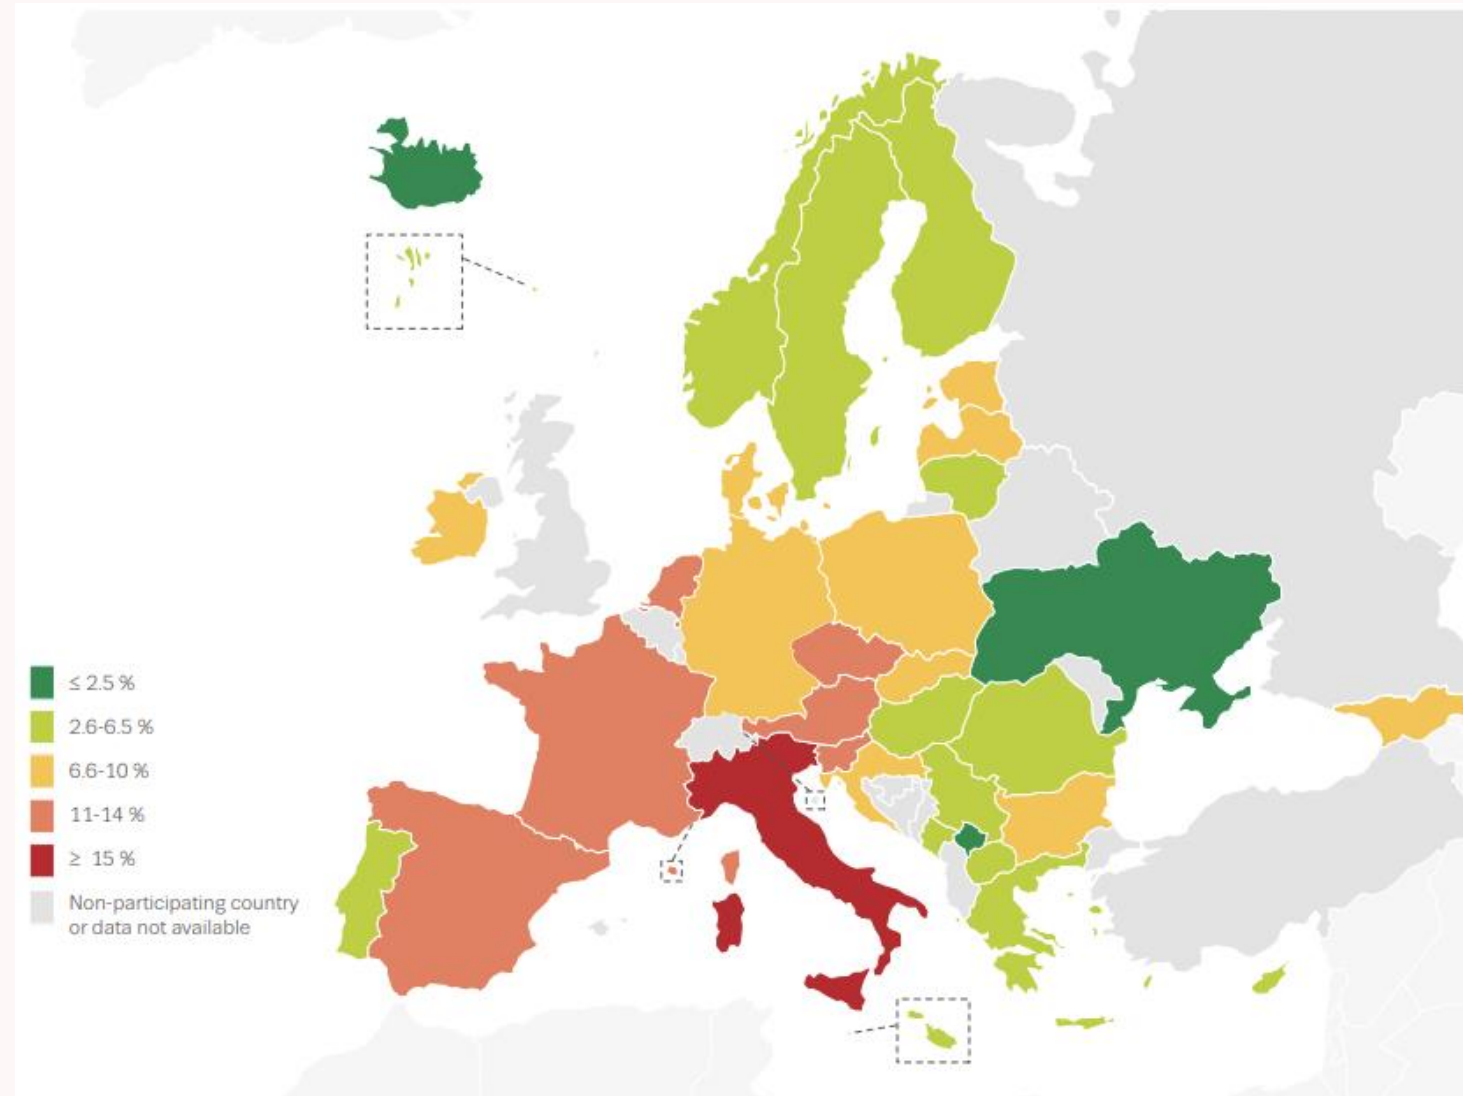 ≤ 2.5 %
2.6-6.5 %
6.6-10 %
11-14 %
≥ 15 %
Non-participating country
or data not available